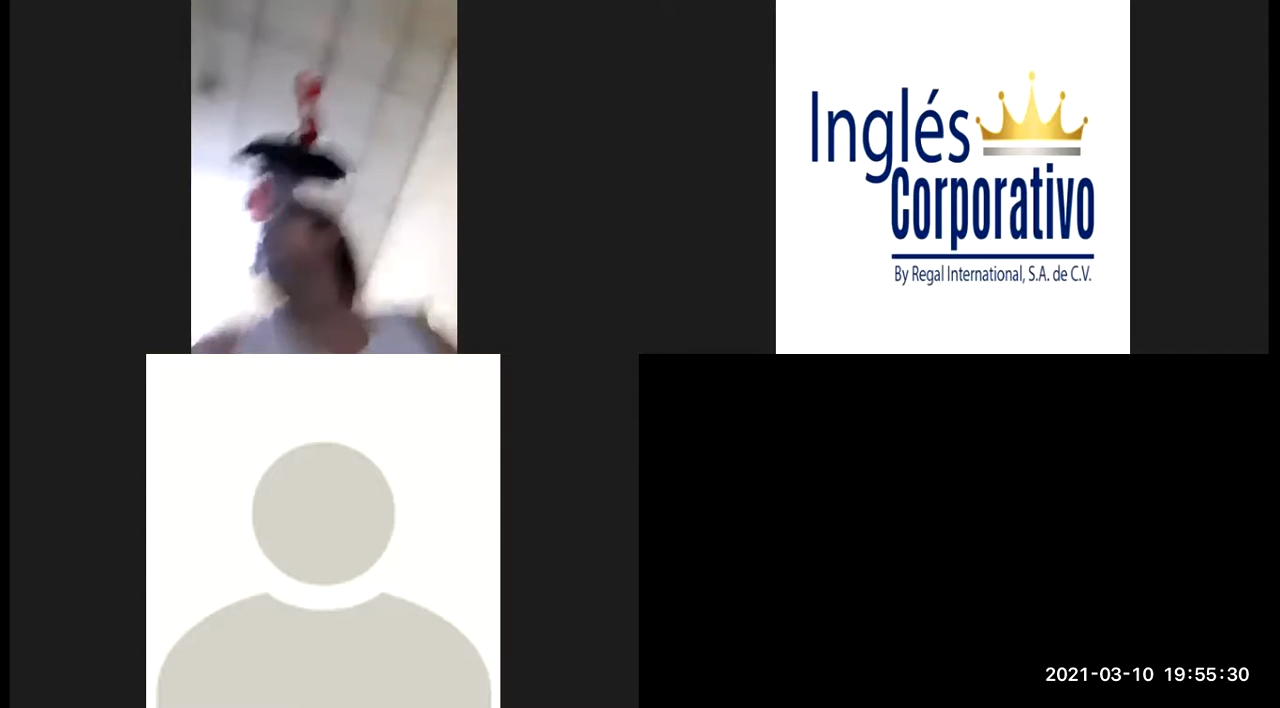 Inglés
Corporativo
By Regal International, S.A. de C.V.
2021-03-10 19:55:30